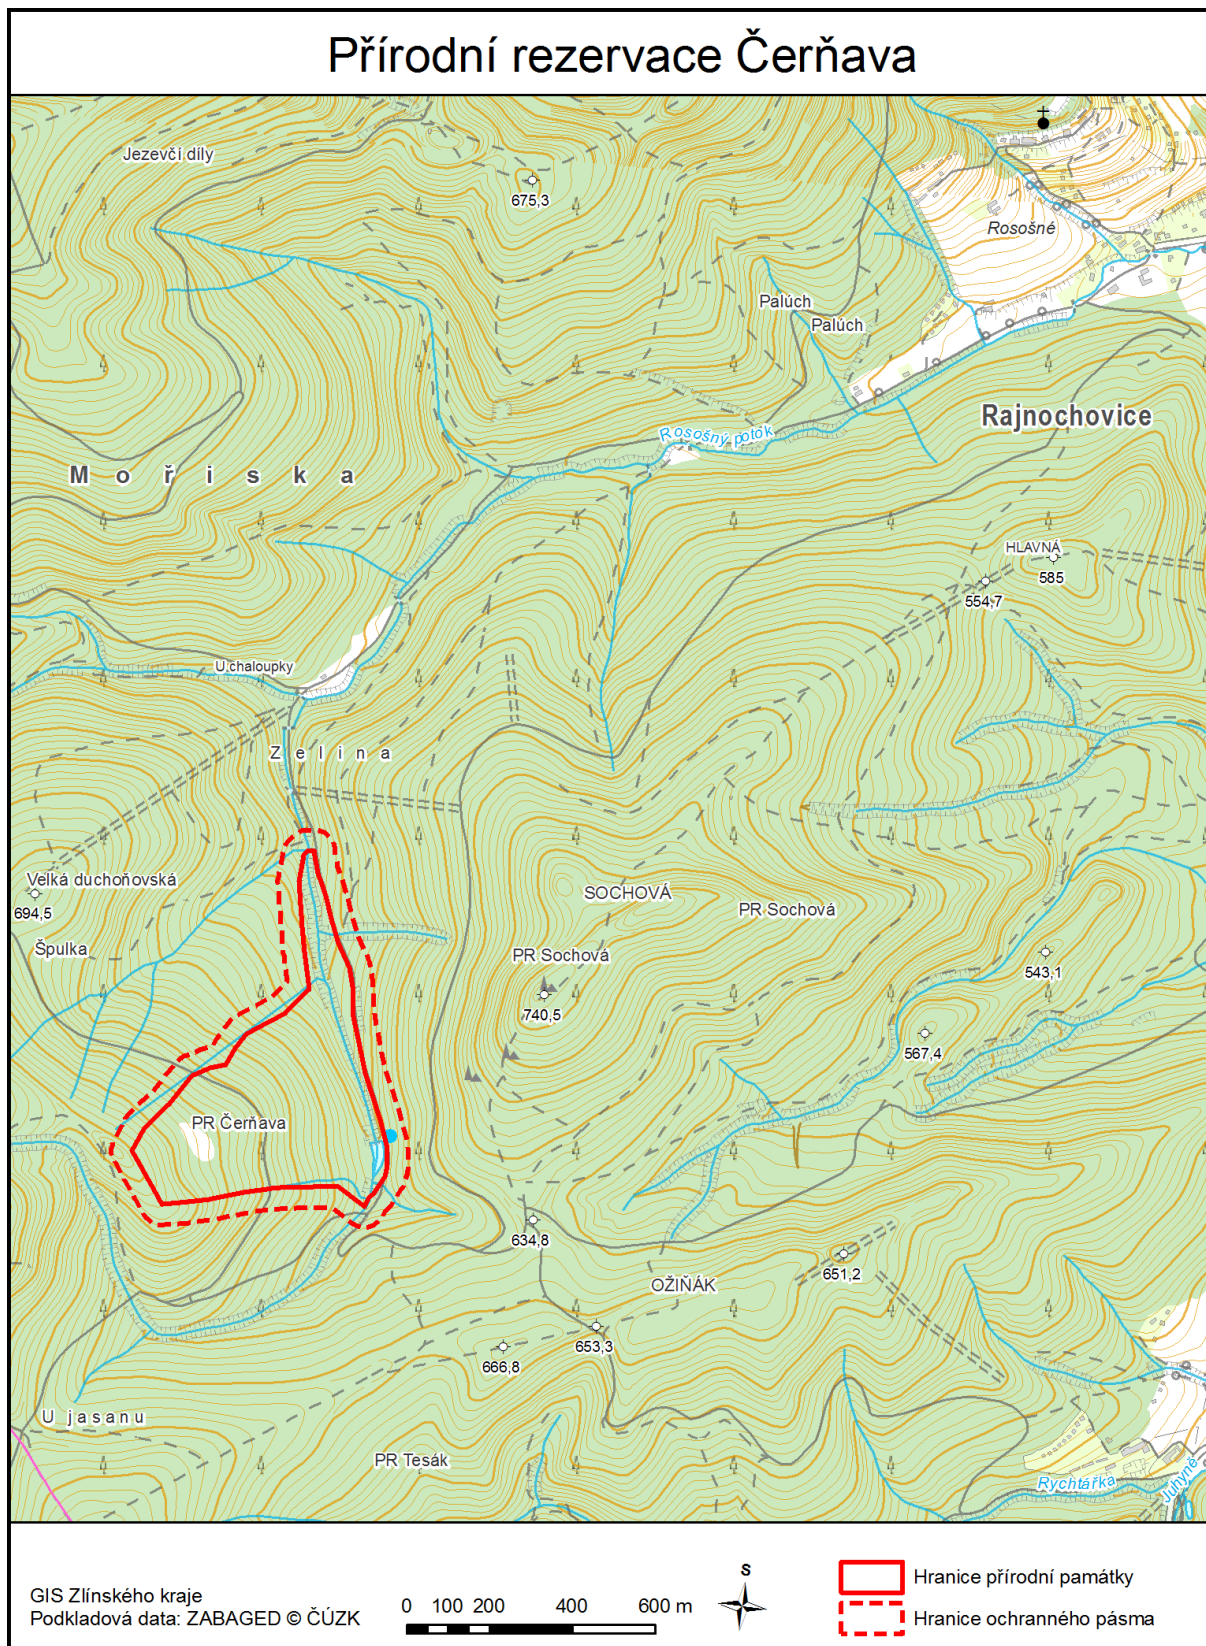 Přírodní rezervace Čerňava
Jezevčí díly
675,3
Rosošné
Palúch
Palúch
Rajnochovice
Rosošný potok
M o ř i s k a
HLAVNÁ
585
554,7
U chaloupky
Z e l i n a
Velká duchoňovská
694,5
SOCHOVÁ
PR Sochová
Špulka
PR Sochová
543,1
740,5
567,4
PR Čerňava
634,8
651,2
OŽIŇÁK
653,3
666,8
U jasanu
PR Tesák
Rychtářka
Juhyně
GIS Zlínského kraje
Podkladová data: ZABAGED © ČÚZK
0 100 200 400 600 m
S
Hranice přírodní památky
Hranice ochranného pásma